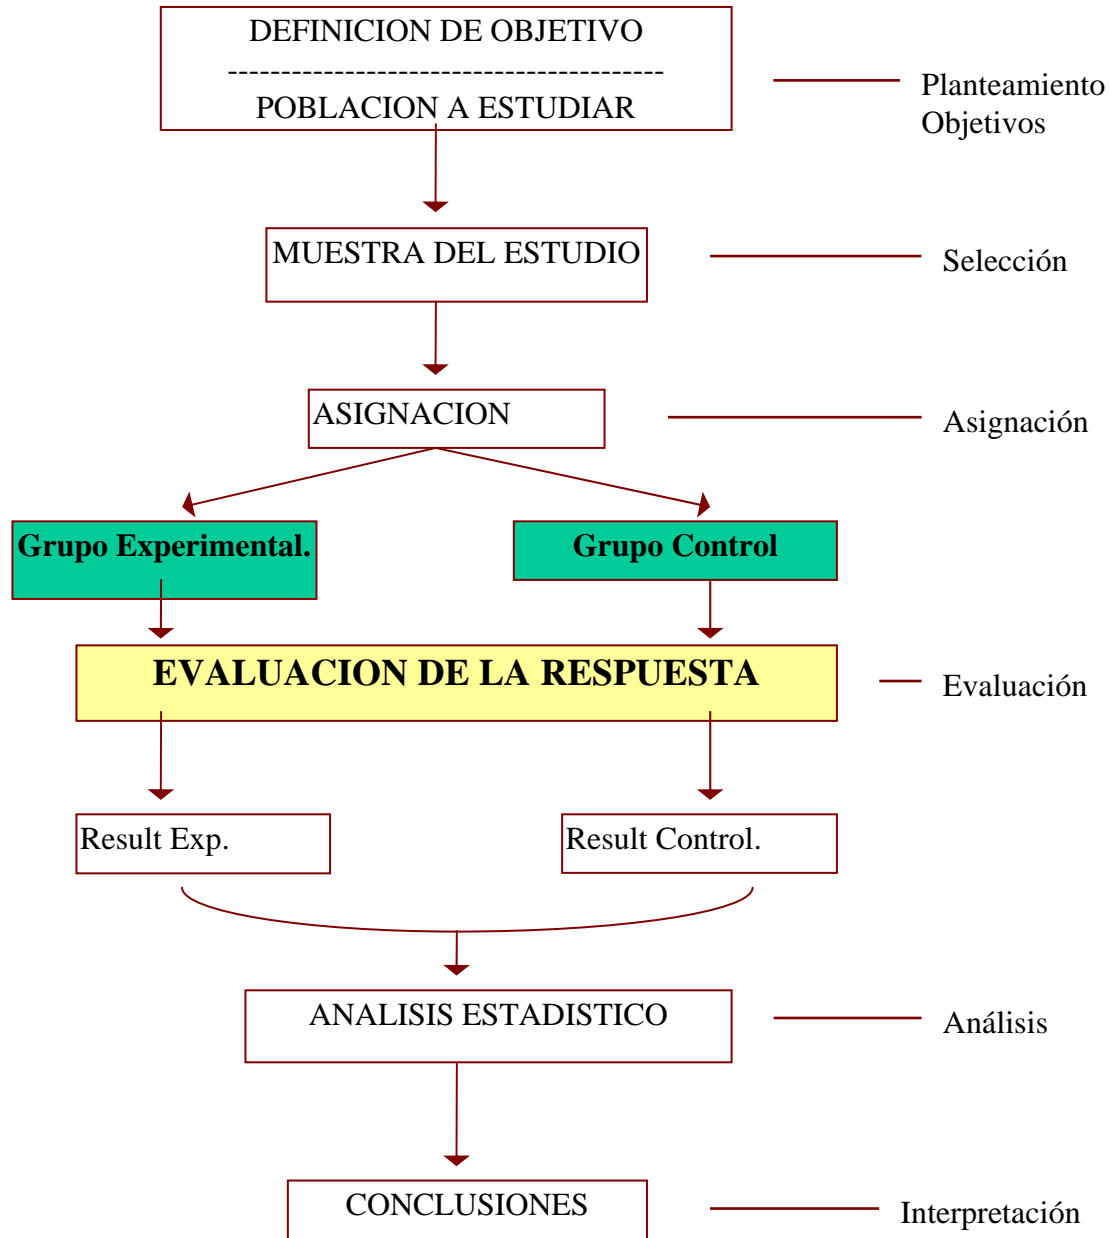 DEFINICION DE OBJETIVO
-----------------------------------------
POBLACION A ESTUDIAR
Planteamiento
Objetivos
MUESTRA DEL ESTUDIO
Selección
ASIGNACION
Asignación
Grupo Experimental.
Grupo Control
EVALUACION DE LA RESPUESTA
Evaluación
Result Exp.
Result Control.
ANALISIS ESTADISTICO
Análisis
CONCLUSIONES
Interpretación